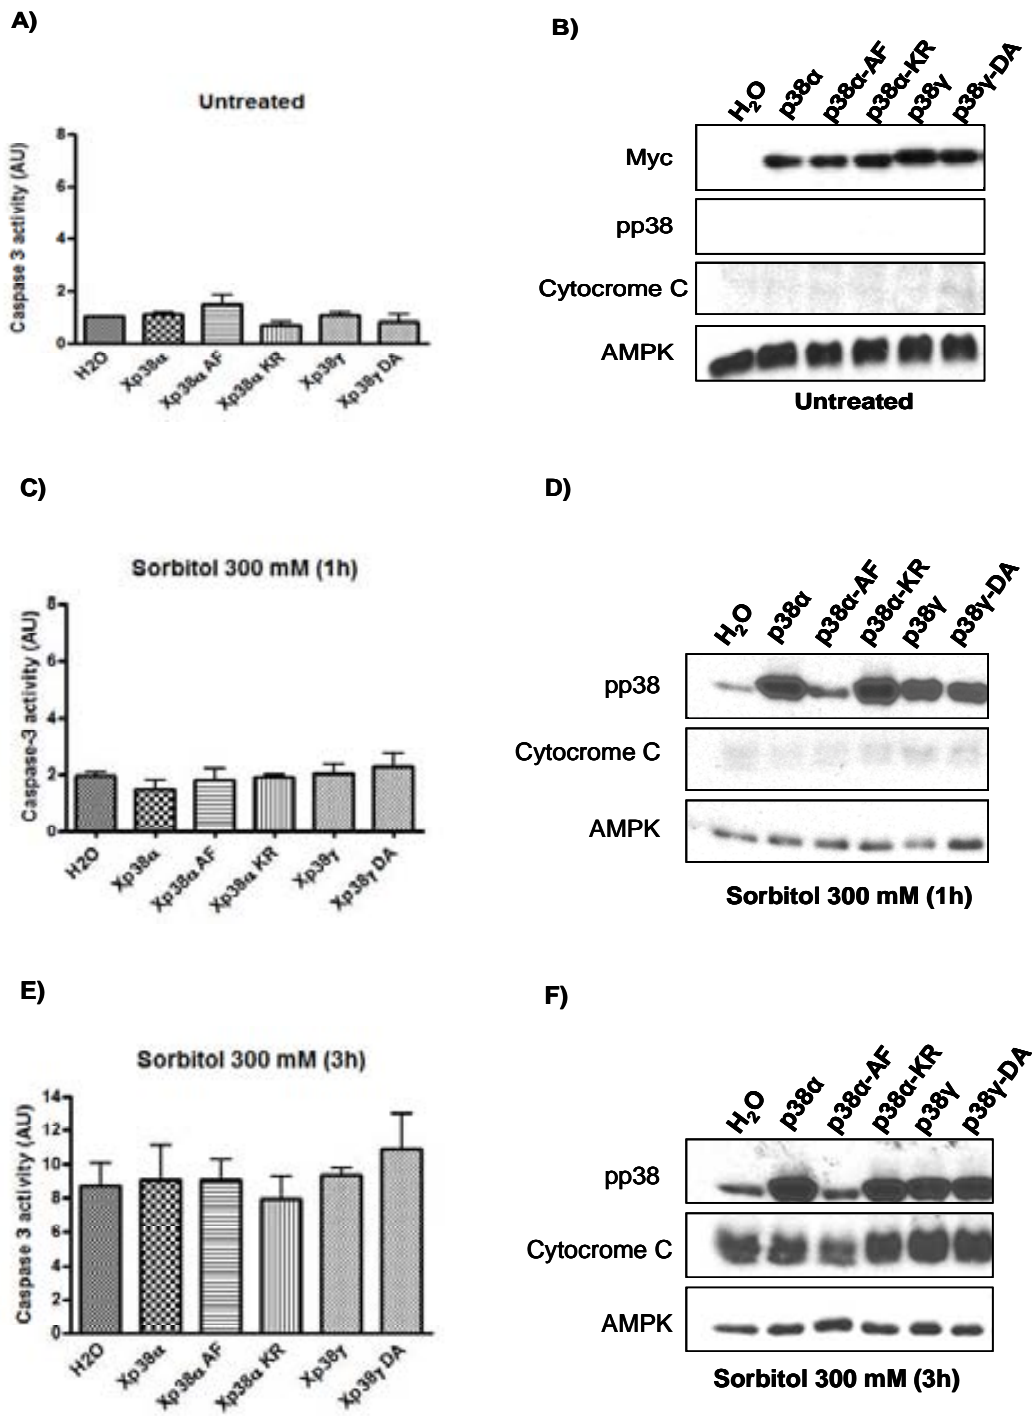 A)
Untreated
Caspase 3 activity (AU)
8
6
4
2
0
H2O
Xp38α
Xp38α AF
Xp38α KR
Xp38γ
Xp38γ DA
B)
H2O
p38α
p38α-AF
p38α-KR
p38γ
p38γ-DA
Myc
pp38
Cytocrome C
AMPK
Untreated
C)
Sorbitol 300 mM (1h)
Caspase-3 activity (AU)
8
6
4
2
0
H2O
Xp38α
Xp38α AF
Xp38α KR
Xp38γ
Xp38γ DA
D)
H2O
p38α
p38α-AF
p38α-KR
p38γ
p38γ-DA
pp38
Cytocrome C
AMPK
Sorbitol 300 mM (1h)
E)
Sorbitol 300 mM (3h)
Caspase 3 activity (AU)
14
12
10
8
6
4
2
0
H2O
Xp38α
Xp38α AF
Xp38α KR
Xp38γ
Xp38γ DA
F)
H2O
p38α
p38α-AF
p38α-KR
p38γ
p38γ-DA
pp38
Cytocrome C
AMPK
Sorbitol 300 mM (3h)